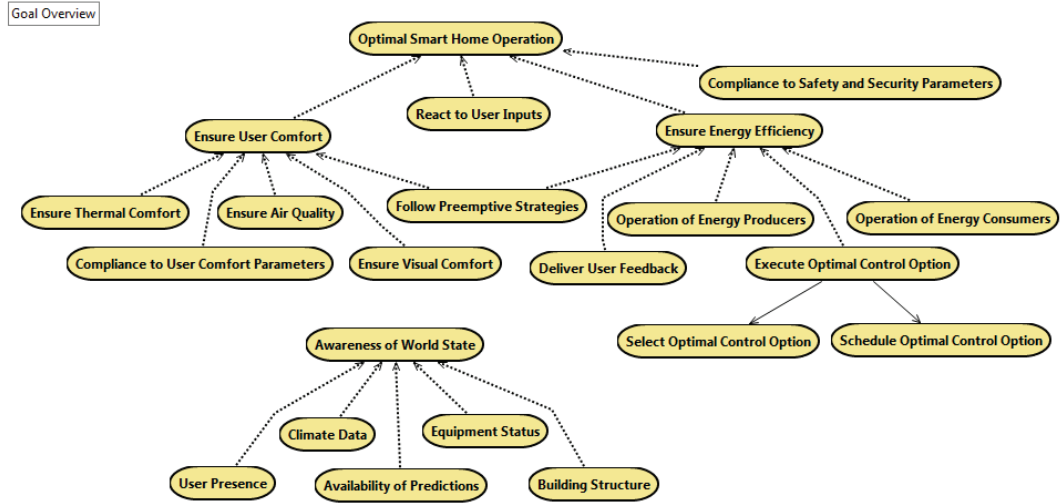 Goal Overview
Optimal Smart Home Operation
Compliance to Safety and Security Parameters
React to User Inputs
Ensure User Comfort
Ensure Energy Efficiency
Ensure Thermal Comfort
Ensure Air Quality
Follow Preemptive Strategies
Operation of Energy Producers
Operation of Energy Consumers
Compliance to User Comfort Parameters
Ensure Visual Comfort
Deliver User Feedback
Execute Optimal Control Option
Select Optimal Control Option
Schedule Optimal Control Option
Awareness of World State
Climate Data
Equipment Status
User Presence
Availability of Predictions
Building Structure